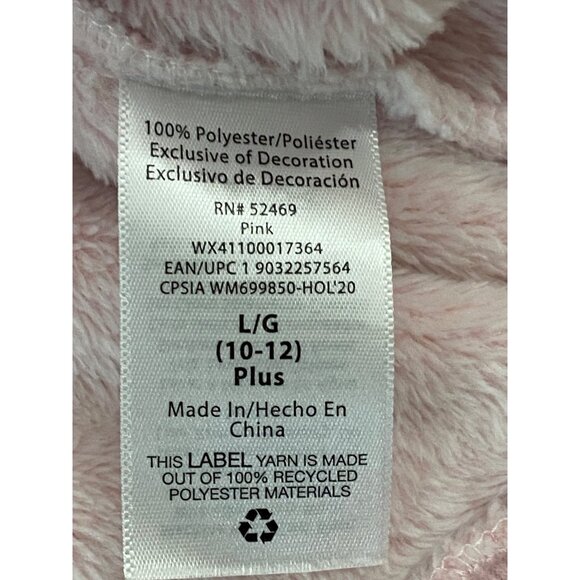 100% Polyester/Poliéster
Exclusive of Decoration
Exclusivo de Decoración
RN# 52469
Pink
WX41100017364
EAN/UPC 1 9032257564
CPSIA WM699850-HOL'20
L/G
(10-12)
Plus
Made In/Hecho En
China
THIS LABEL YARN IS MADE
OUT OF 100% RECYCLED
POLYESTER MATERIALS